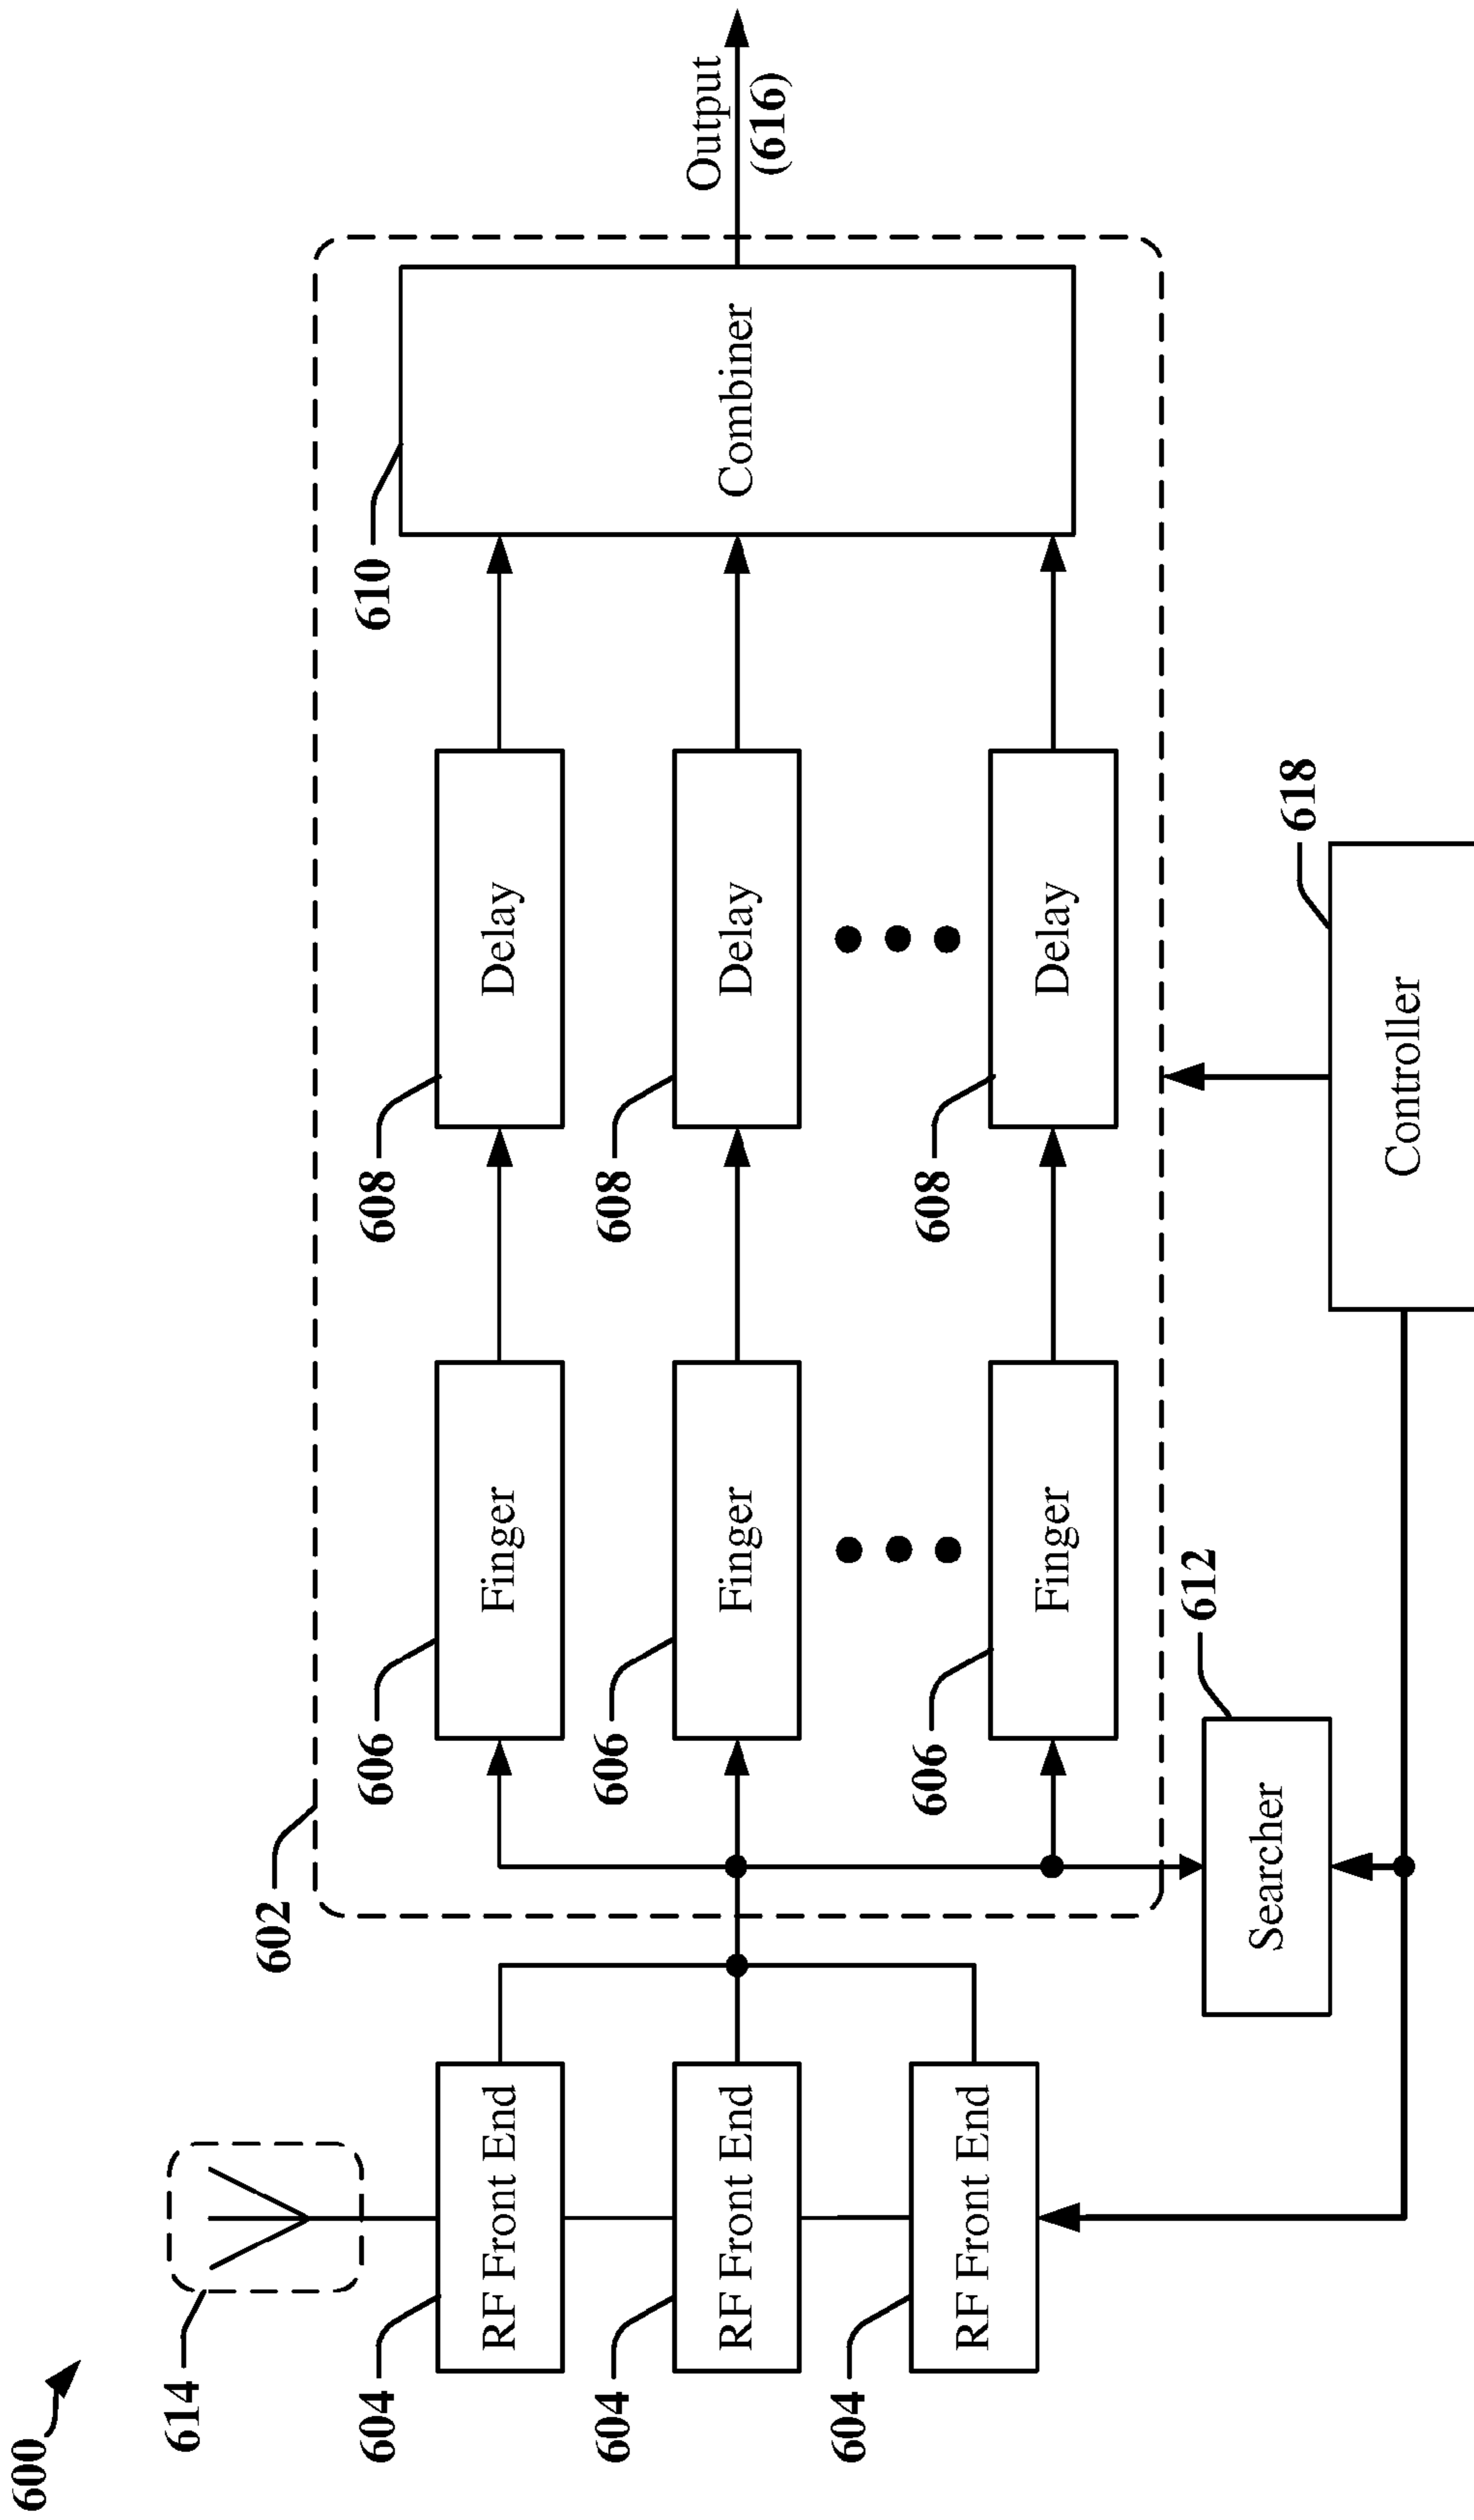 600
614
604
RF Front End
604
RF Front End
604
RF Front End
602
606
Finger
606
Finger
606
Finger
612
Searcher
608
Delay
608
Delay
608
Delay
610
Combiner
Output
(616)
618
Controller